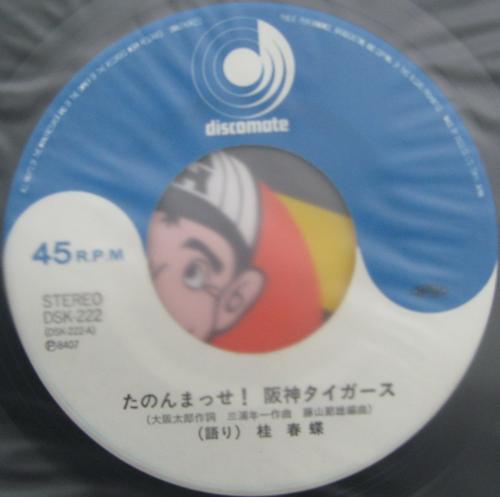 discomate
45 R.P.M
STEREO
DSK-222
(DSK-222-A)
Ⓟ8407
たのんまっせ! 阪神タイガース
(大阪太郎作詞 三浦年一作曲 藤山節雄編曲)
(語り) 桂 春蝶